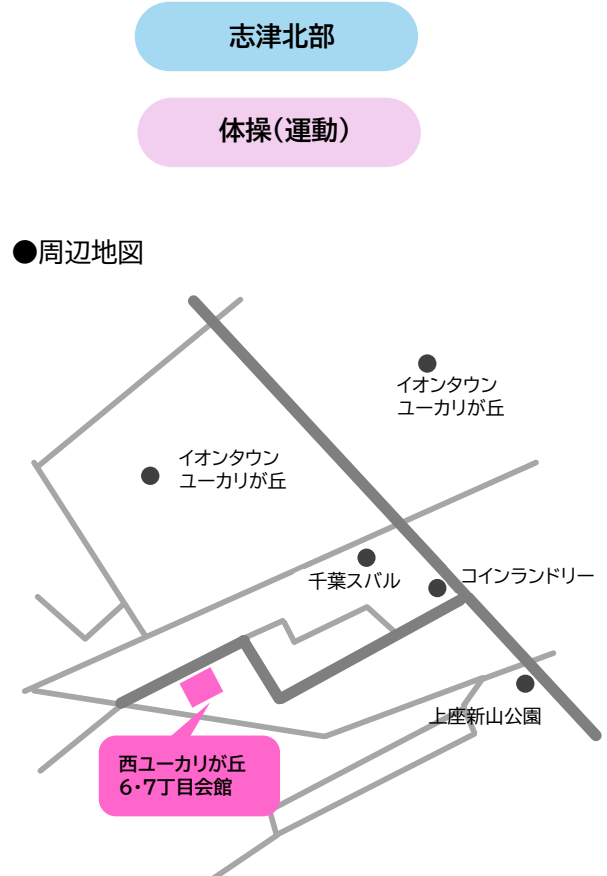 志津北部
体操(運動)
●周辺地図
イオンタウン
ユーカリが丘
イオンタウン
ユーカリが丘
千葉スバル
コインランドリー
上座新山公園
西ユーカリが丘
6・7丁目会館